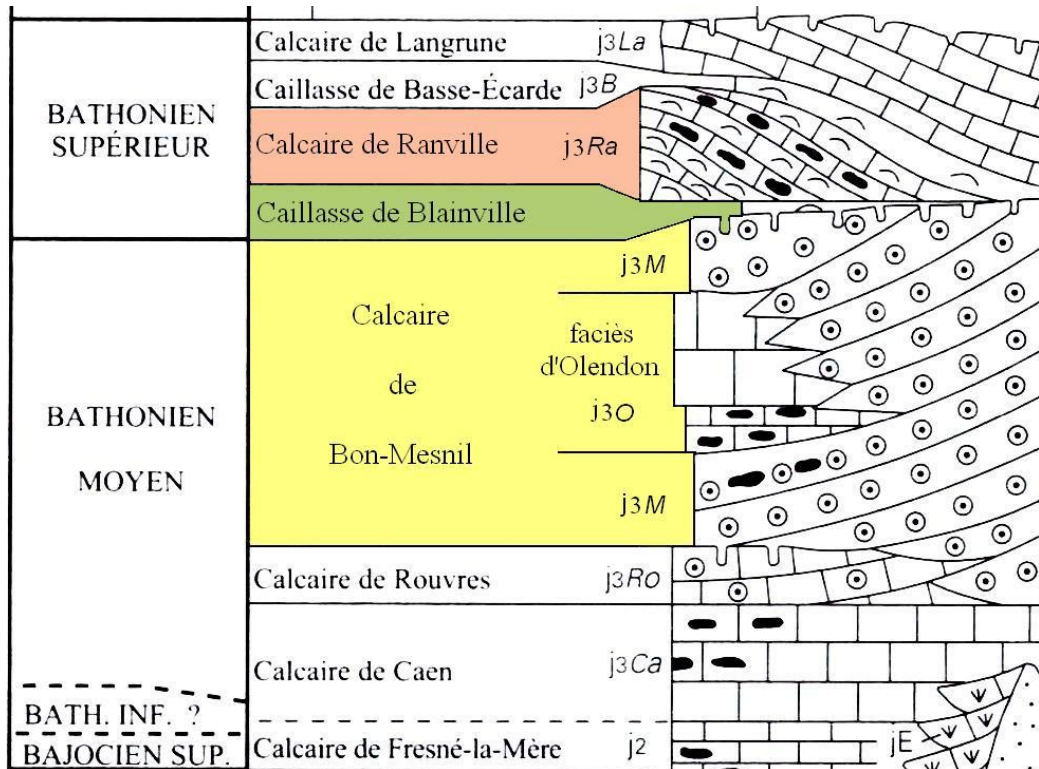 BATHONIEN
SUPÉRIEUR
Calcaire de Langrune j3La
Caillasse de Basse-Écarde j3B
Calcaire de Ranville j3Ra
Caillasse de Blainville
BATHONIEN
MOYEN
Calcaire
de
Bon-Mesnil
j3M
faciès
d'Olendon
j3O
j3M
Calcaire de Rouvres j3Ro
Calcaire de Caen j3Ca
BATH. INF. ?
BAJOCIEN SUP.
Calcaire de Fresné-la-Mère j2
jE